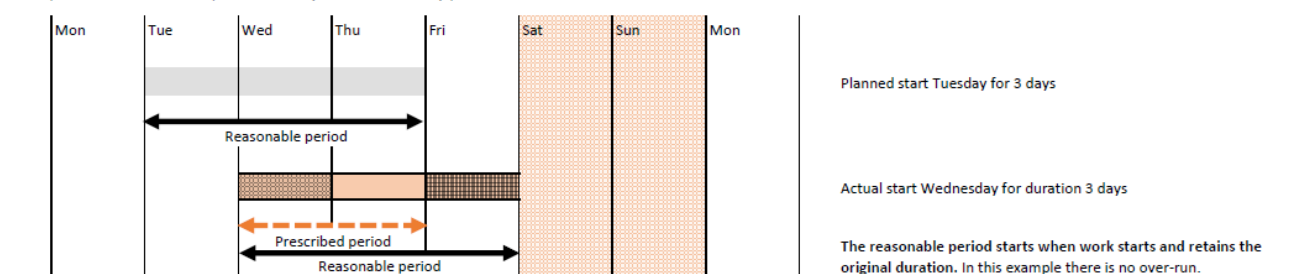 Mon Tue Wed Thu Fri Sat Sun Mon
Planned start Tuesday for 3 days
Reasonable period
Actual start Wednesday for duration 3 days
Prescribed period
The reasonable period starts when work starts and retains the
Reasonable period
original duration. In this example there is no over-run.